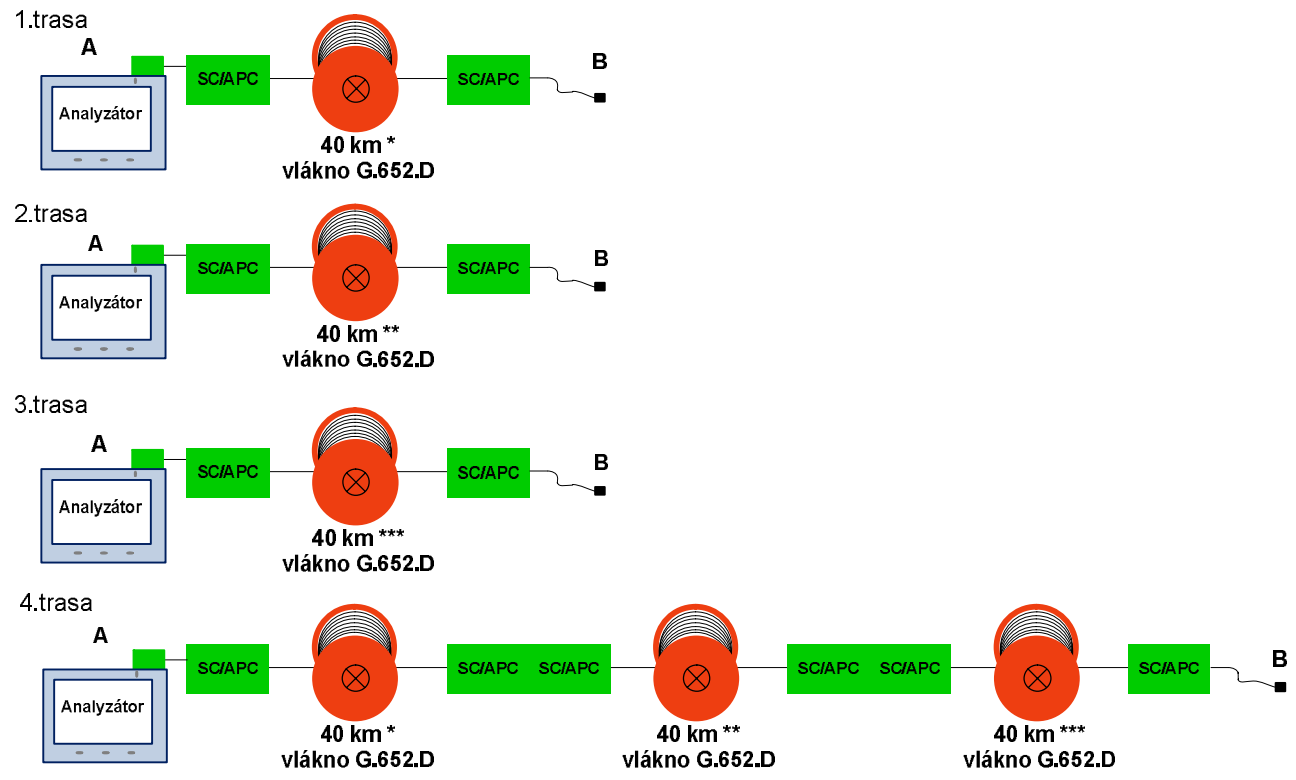 1.trasa
A
B
SC/APC
SC/APC
Analyzátor
40 km *
vlákno G.652.D
2.trasa
A
B
SC/APC
SC/APC
Analyzátor
40 km **
vlákno G.652.D
3.trasa
A
B
SC/APC
SC/APC
Analyzátor
40 km ***
vlákno G.652.D
4.trasa
A
B
SC/APC
SC/APC SC/APC
SC/APC SC/APC
SC/APC
Analyzátor
40 km *
vlákno G.652.D
40 km **
vlákno G.652.D
40 km ***
vlákno G.652.D